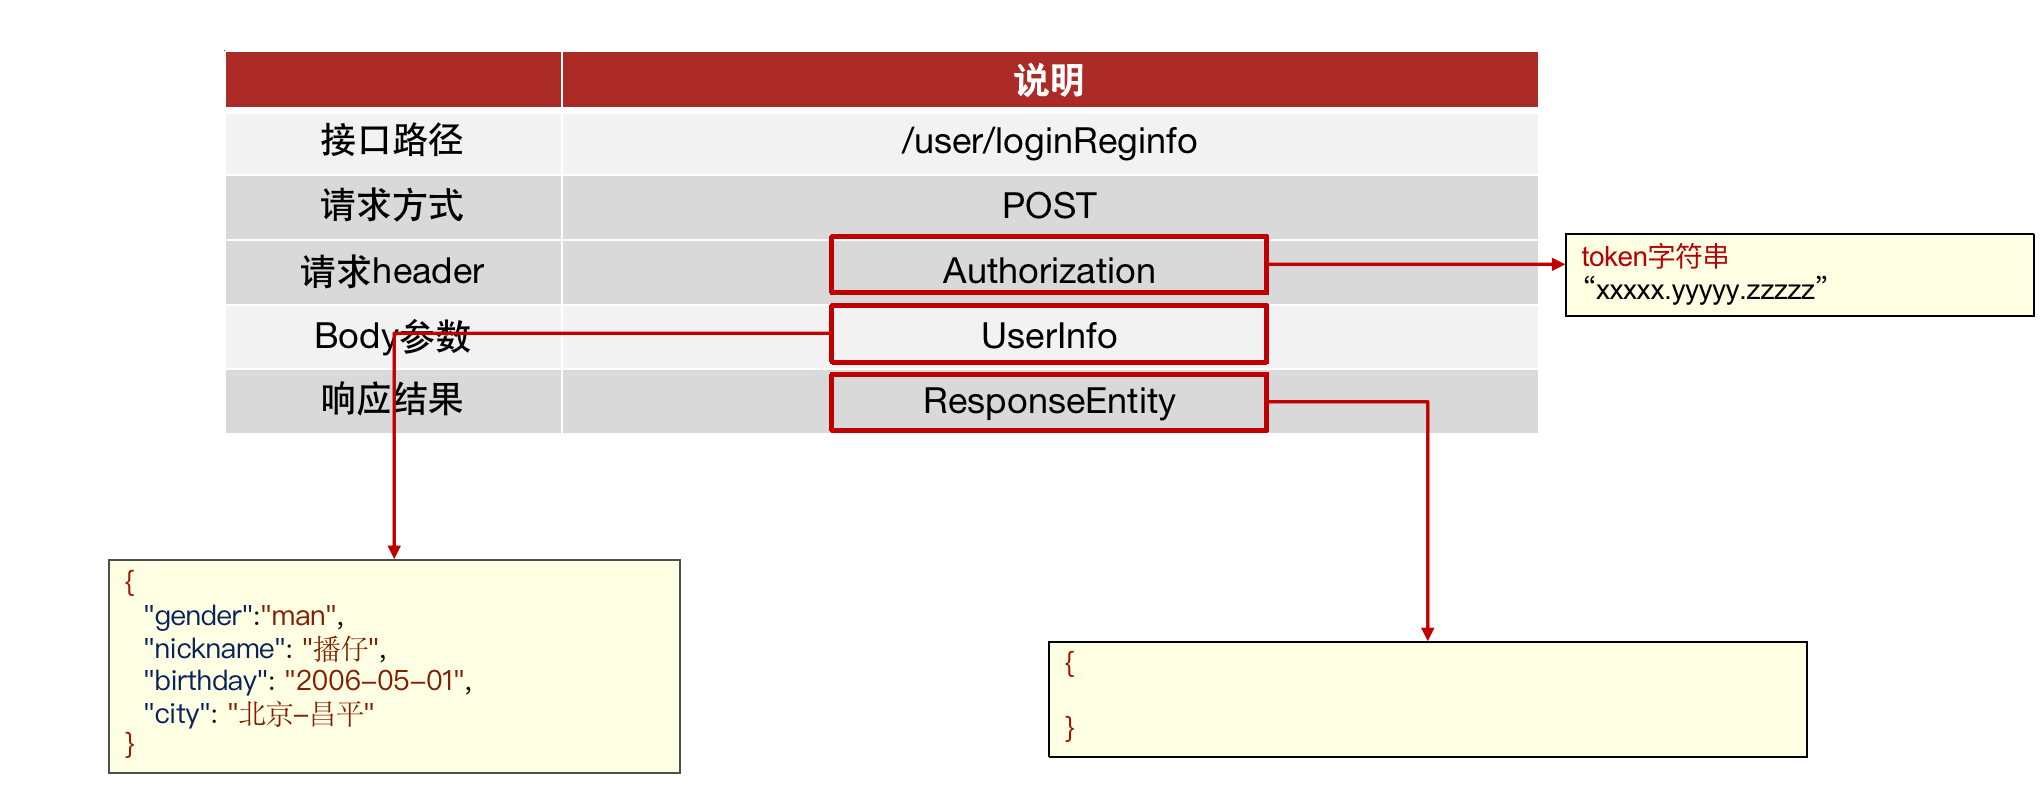 说明
接口路径 /user/loginReginfo
请求方式 POST
请求header Authorization
Body参数 UserInfo
响应结果 ResponseEntity
token字符串
“xxxxx.yyyyy.zzzzz”
{
"gender":"man",
"nickname": "播仔",
"birthday": "2006-05-01",
"city": "北京-昌平"
}
{
}